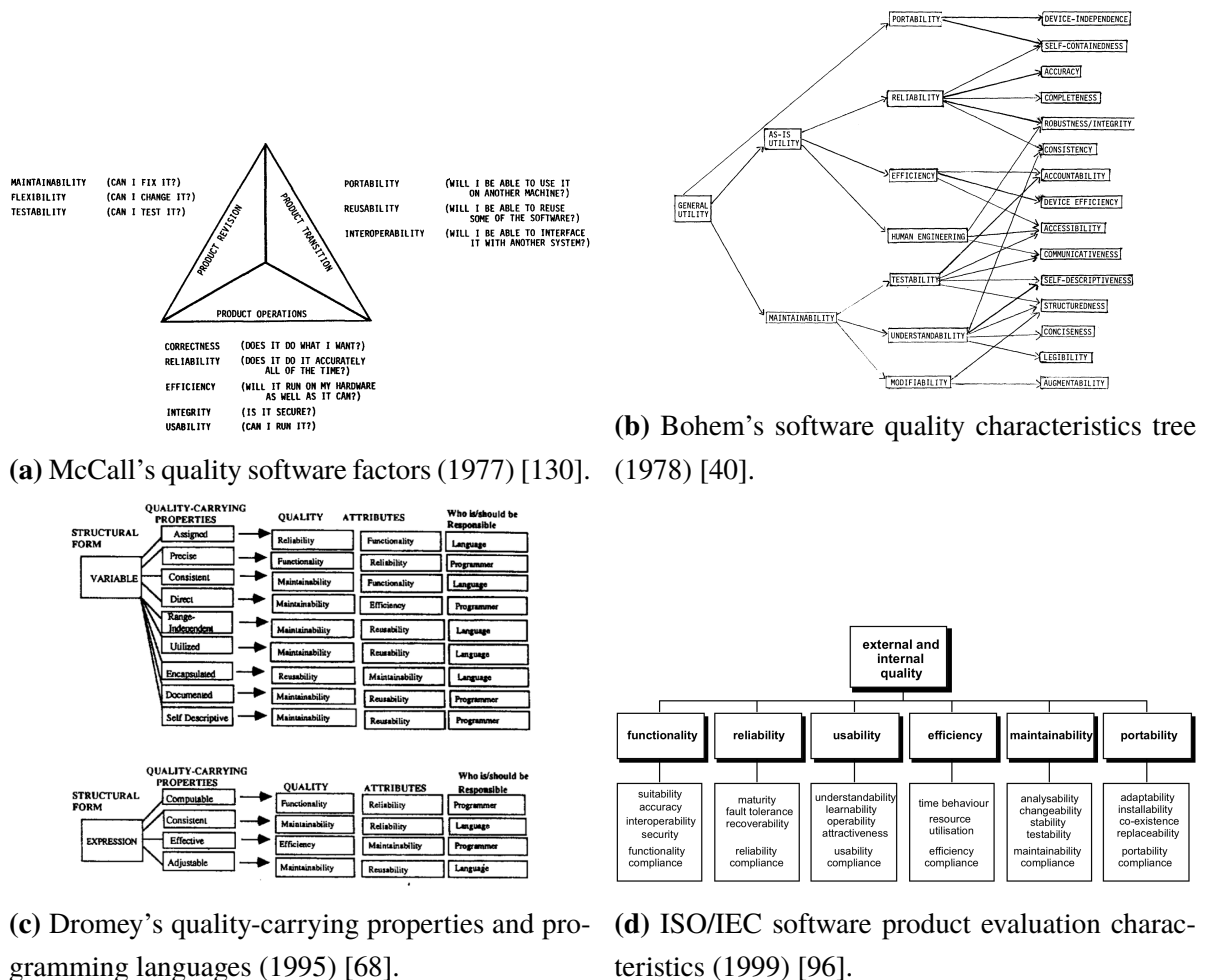 MAINTAINABILITY (CAN I FIX IT?)
FLEXIBILITY (CAN I CHANGE IT?)
TESTABILITY (CAN I TEST IT?)
PRODUCT REVISION
PRODUCT TRANSITION
PRODUCT OPERATIONS
PORTABILITY (WILL I BE ABLE TO USE IT
ON ANOTHER MACHINE?)
REUSABILITY (WILL I BE ABLE TO REUSE
SOME OF THE SOFTWARE?)
INTEROPERABILITY (WILL I BE ABLE TO INTERFACE
IT WITH ANOTHER SYSTEM?)
CORRECTNESS (DOES IT DO WHAT I WANT?)
RELIABILITY (DOES IT DO IT ACCURATELY
ALL OF THE TIME?)
EFFICIENCY (WILL IT RUN ON MY HARDWARE
AS WELL AS IT CAN?)
INTEGRITY (IS IT SECURE?)
USABILITY (CAN I RUN IT?)
(a) McCall's quality software factors (1977) [130].
GENERAL
UTILITY
AS-IS
UTILITY
MAINTAINABILITY
PORTABILITY
RELIABILITY
EFFICIENCY
HUMAN ENGINEERING
TESTABILITY
UNDERSTANDABILITY
MODIFIABILITY
DEVICE-INDEPENDENCE
SELF-CONTAINEDNESS
ACCURACY
COMPLETENESS
ROBUSTNESS/INTEGRITY
CONSISTENCY
ACCOUNTABILITY
DEVICE EFFICIENCY
ACCESSIBILITY
COMMUNICATIVENESS
SELF-DESCRIPTIVENESS
STRUCTUREDNESS
CONCISENESS
LEGIBILITY
AUGMENTABILITY
(b) Bohem's software quality characteristics tree
(1978) [40].
QUALITY-CARRYING
PROPERTIES
QUALITY ATTRIBUTES
Who is/should be
Responsible
STRUCTURAL
FORM
VARIABLE
Assigned Reliability Functionality Language
Precise Functionality Reliability Programmer
Consistent Maintainability Functionality Language
Direct Maintainability Efficiency Programmer
Range-
Independent Maintainability Reusability Language
Utilized Maintainability Reusability Language
Encapsulated Reusability Maintainability Language
Documented Maintainability Reusability Programmer
Self Descriptive Maintainability Reusability Programmer
QUALITY-CARRYING
PROPERTIES
QUALITY ATTRIBUTES
Who is/should be
Responsible
STRUCTURAL
FORM
EXPRESSION
Computable Functionality Reliability Programmer
Consistent Maintainability Reliability Language
Effective Efficiency Maintainability Programmer
Adjustable Maintainability Reusability Language
(c) Dromey's quality-carrying properties and pro-
gramming languages (1995) [68].
external and
internal
quality
functionality
reliability
usability
efficiency
maintainability
portability
suitability
accuracy
interoperability
security
functionality
compliance
maturity
fault tolerance
recoverability
reliability
compliance
understandability
learnability
operability
attractiveness
usability
compliance
time behaviour
resource
utilisation
efficiency
compliance
analysability
changeability
stability
testability
maintainability
compliance
adaptability
installability
co-existence
replaceability
portability
compliance
(d) ISO/IEC software product evaluation charac-
teristics (1999) [96].